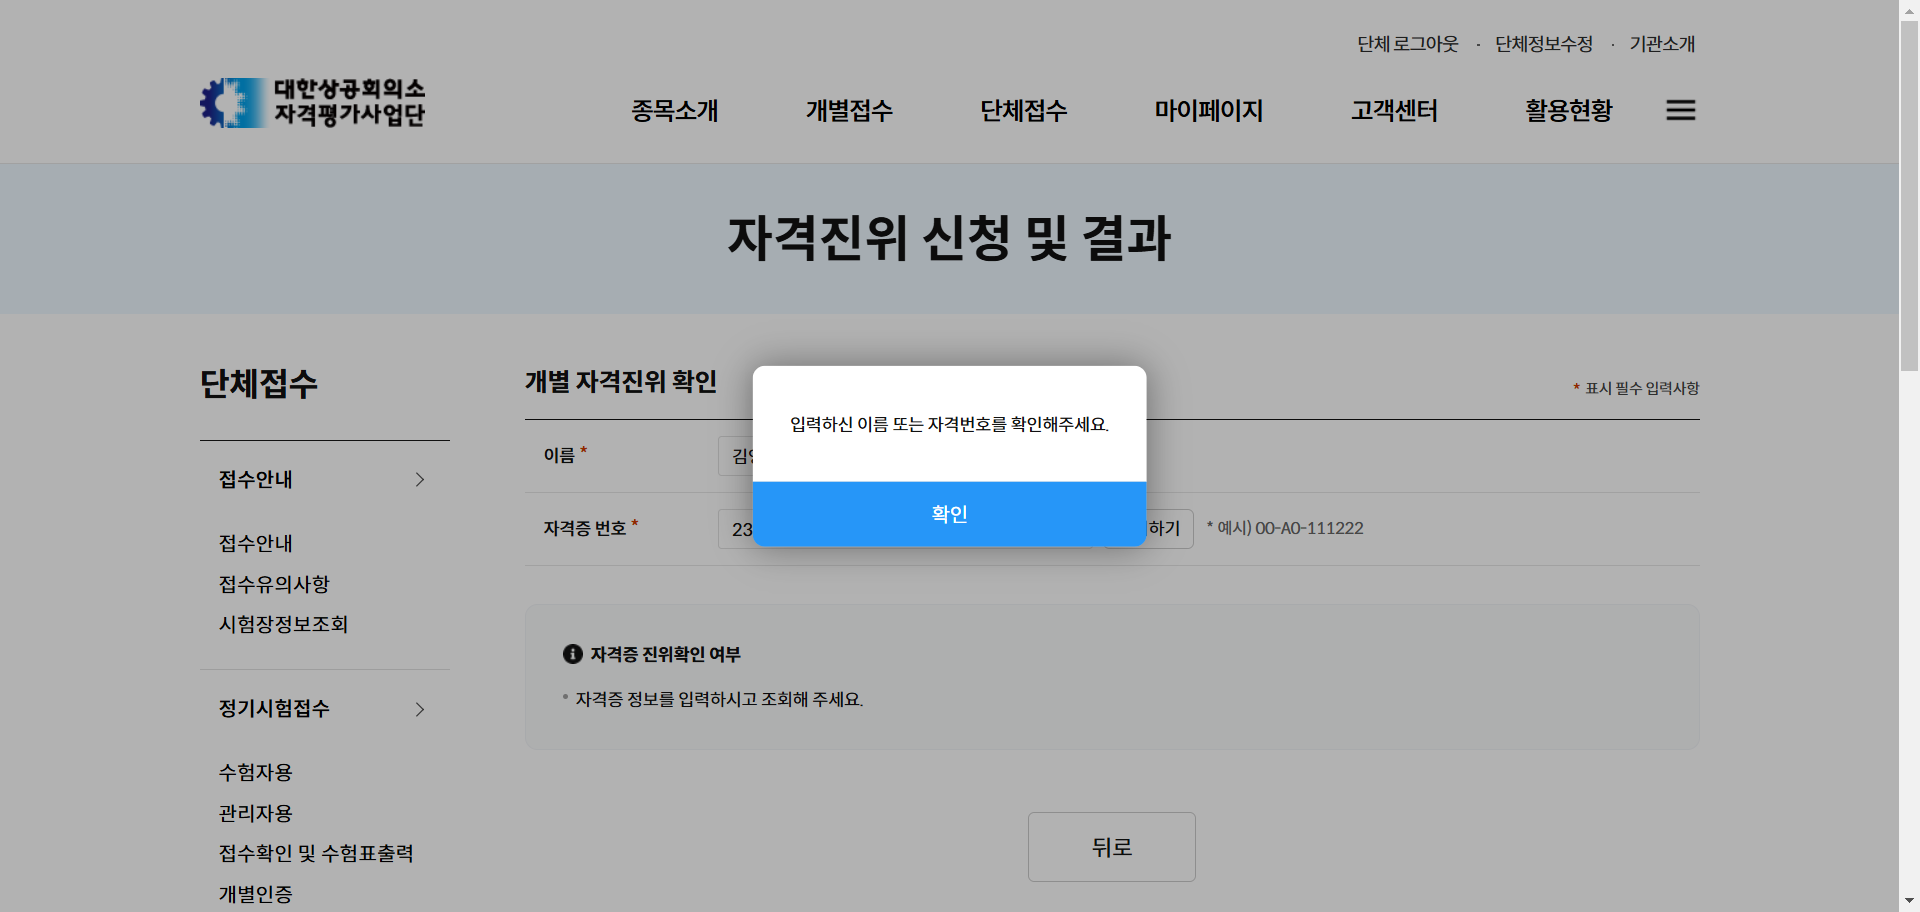 단체 로그아웃 · 단체정보수정 · 기관소개
대한상공회의소
자격평가사업단
종목소개 개별접수 단체접수 마이페이지 고객센터 활용현황
자격진위 신청 및 결과
단체접수
접수안내
접수안내
접수유의사항
시험장정보조회
정기시험접수
수험자용
관리자용
접수확인 및 수험표출력
개별인증
개별 자격진위 확인
* 표시 필수 입력사항
이름 *
김
자격증 번호 *
23
하기
* 예시) 00-A0-111222
입력하신 이름 또는 자격번호를 확인해주세요.
확인
자격증 진위확인 여부
자격증 정보를 입력하시고 조회해 주세요.
뒤로